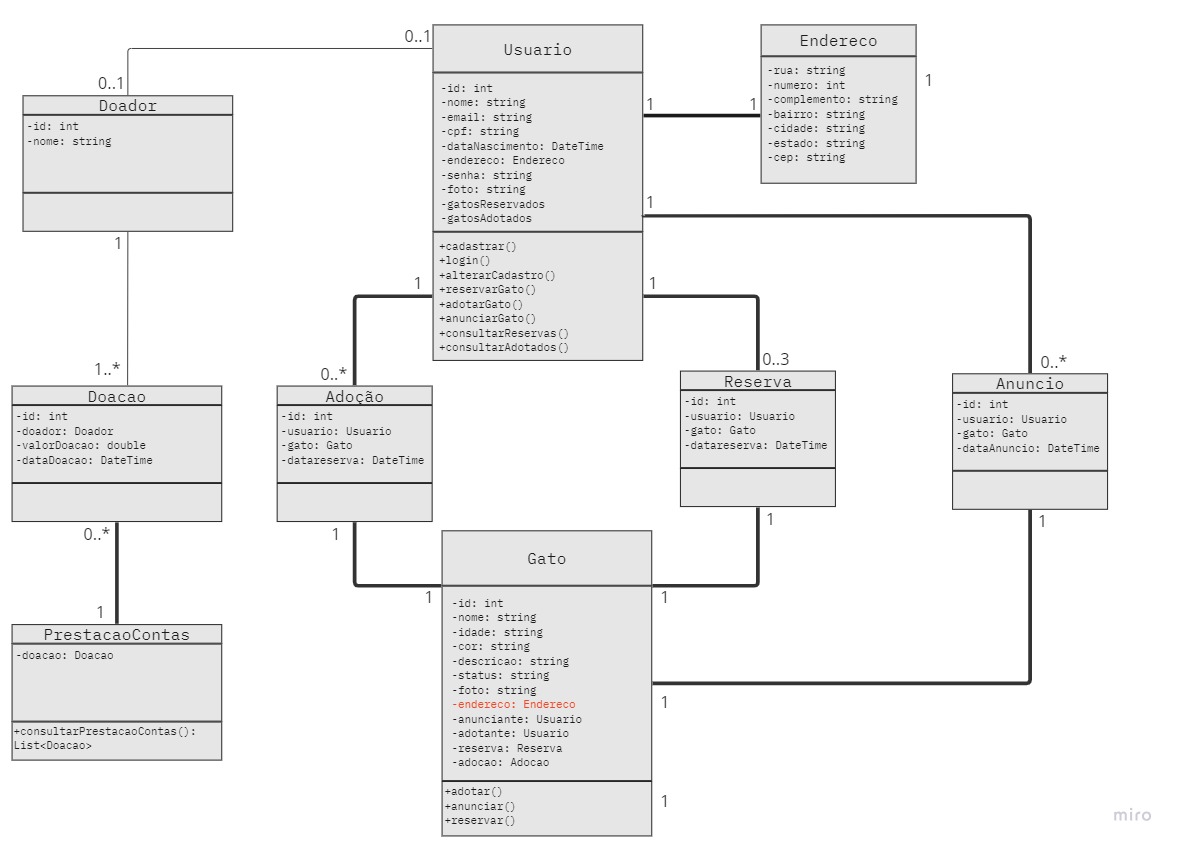 0..1
0..1
Doador
-id: int
-nome: string
1
1..*
Usuario
-id: int
-nome: string
-email: string
-cpf: string
-dataNascimento: DateTime
-endereco: Endereco
-senha: string
-foto: string
-gatosReservados
-gatosAdotados
+cadastrar()
+login()
+alterarCadastro()
+reservarGato()
+adotarGato()
+anunciarGato()
+consultarReservas()
+consultarAdotados()
1
1
Endereco
-rua: string
-numero: int
-complemento: string
-bairro: string
-cidade: string
-estado: string
-cep: string
1
1
1
1
0..*
0..3
0..*
Doacao
-id: int
-doador: Doador
-valorDoacao: double
-dataDoacao: DateTime
0..*
1
Adoção
-id: int
-usuario: Usuario
-gato: Gato
-datareserva: DateTime
1
1
Reserva
-id: int
-usuario: Usuario
-gato: Gato
-datareserva: DateTime
1
1
Anuncio
-id: int
-usuario: Usuario
-gato: Gato
-dataAnuncio: DateTime
1
1
PrestacaoContas
-doacao: Doacao
+consultarPrestacaoContas():
List<Doacao>
Gato
-id: int
-nome: string
-idade: string
-cor: string
-descricao: string
-status: string
-foto: string
-endereco: Endereco
-anunciante: Usuario
-adotante: Usuario
-reserva: Reserva
-adocao: Adocao
+adotar()
+anunciar()
+reservar()
1
miro